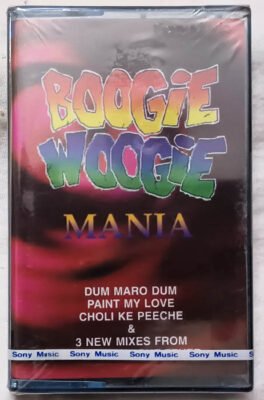 BOOGiE
WOOGiE
MANIA
DUM MARO DUM
PAINT MY LOVE
CHOLI KE PEECHE
&
3 NEW MIXES FROM
Sony Music Sony Music Sony Music Sony Music S